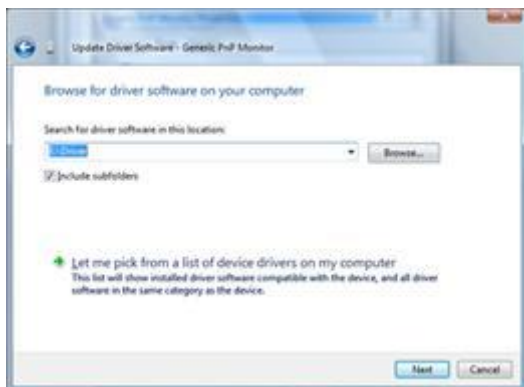 Update Driver Software - Generic PnP Monitor
Browse for driver software on your computer
Search for driver software in this location:
Browse...
Include subfolders
Let me pick from a list of device drivers on my computer
This list will show installed driver software compatible with the device, and all driver
software in the same category as the device.
Next Cancel